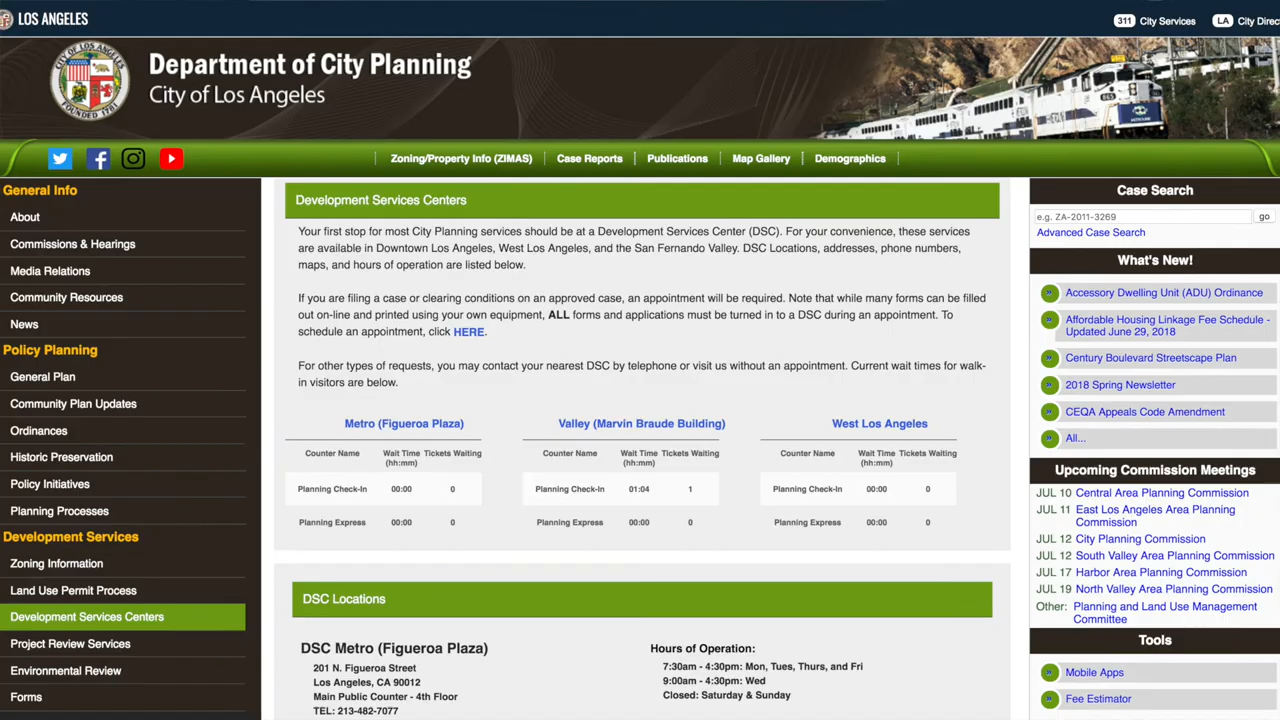 LOS ANGELES
311 City Services LA City Direc
Department of City Planning
City of Los Angeles
Zoning/Property Info (ZIMAS) Case Reports Publications Map Gallery Demographics
General Info
About
Commissions & Hearings
Media Relations
Community Resources
News
Policy Planning
General Plan
Community Plan Updates
Ordinances
Historic Preservation
Policy Initiatives
Planning Processes
Development Services
Zoning Information
Land Use Permit Process
Development Services Centers
Project Review Services
Environmental Review
Forms
Development Services Centers
Your first stop for most City Planning services should be at a Development Services Center (DSC). For your convenience, these services
are available in Downtown Los Angeles, West Los Angeles, and the San Fernando Valley. DSC Locations, addresses, phone numbers,
maps, and hours of operation are listed below.
If you are filing a case or clearing conditions on an approved case, an appointment will be required. Note that while many forms can be filled
out on-line and printed using your own equipment, ALL forms and applications must be turned in to a DSC during an appointment. To
schedule an appointment, click HERE.
For other types of requests, you may contact your nearest DSC by telephone or visit us without an appointment. Current wait times for walk-
in visitors are below.
Metro (Figueroa Plaza)
Counter Name Wait Time Tickets Waiting
(hh:mm)
Planning Check-In 00:00 0
Planning Express 00:00 0
Valley (Marvin Braude Building)
Counter Name Wait Time Tickets Waiting
(hh:mm)
Planning Check-In 01:04 1
Planning Express 00:00 0
West Los Angeles
Counter Name Wait Time Tickets Waiting
(hh:mm)
Planning Check-In 00:00 0
Planning Express 00:00 0
DSC Locations
DSC Metro (Figueroa Plaza)
201 N. Figueroa Street
Los Angeles, CA 90012
Main Public Counter - 4th Floor
TEL: 213-482-7077
Hours of Operation:
7:30am - 4:30pm: Mon, Tues, Thurs, and Fri
9:00am - 4:30pm: Wed
Closed: Saturday & Sunday
Case Search
e.g. ZA-2011-3269 go
Advanced Case Search
What's New!
Accessory Dwelling Unit (ADU) Ordinance
Affordable Housing Linkage Fee Schedule -
Updated June 29, 2018
Century Boulevard Streetscape Plan
2018 Spring Newsletter
CEQA Appeals Code Amendment
All...
Upcoming Commission Meetings
JUL 10 Central Area Planning Commission
JUL 11 East Los Angeles Area Planning
Commission
JUL 12 City Planning Commission
JUL 12 South Valley Area Planning Commission
JUL 17 Harbor Area Planning Commission
JUL 19 North Valley Area Planning Commission
Other: Planning and Land Use Management
Committee
Tools
Mobile Apps
Fee Estimator